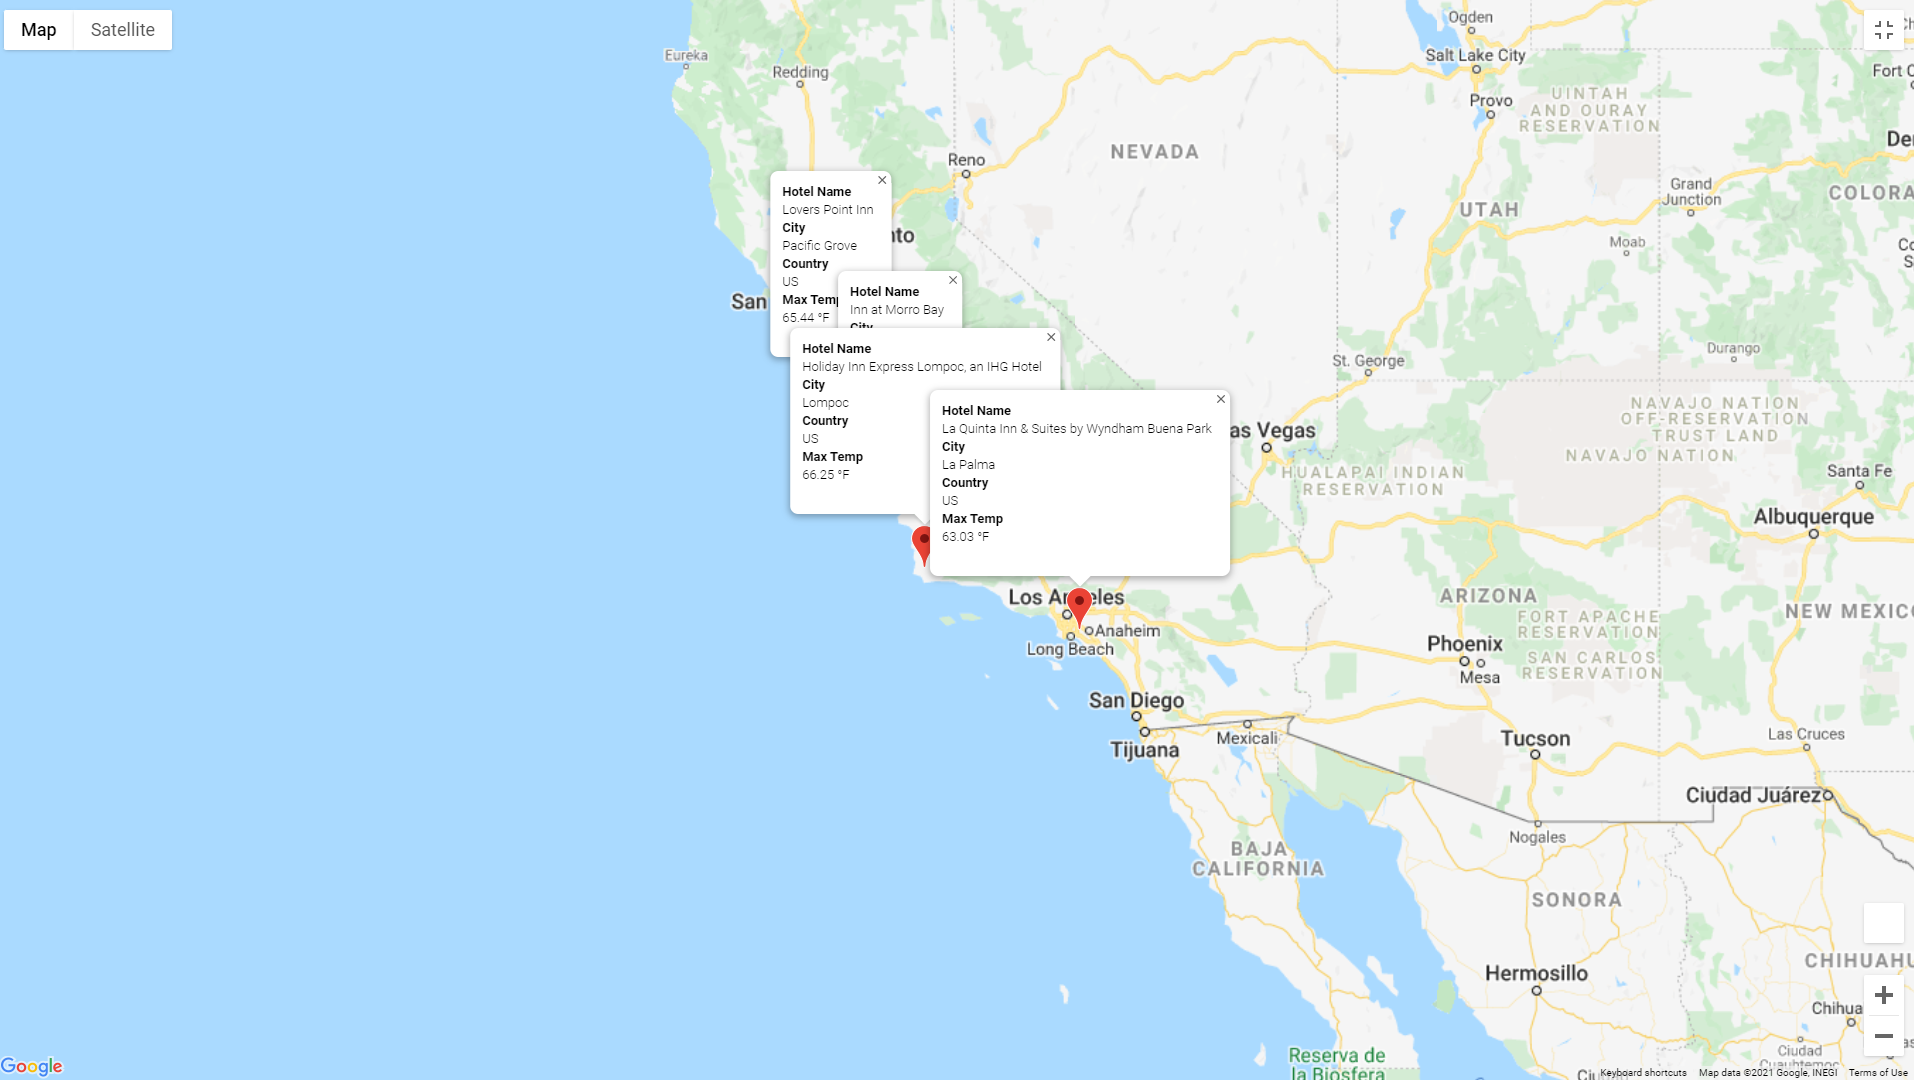 Map
Satellite
Eureka
Redding
Ogden
Salt Lake City
Provo
UINTAH
AND OURAY
RESERVATION
Fort C
De
NEVADA
Reno
Grand
Junction
COLORA
UTAH
Moab
Hotel Name
Lovers Point Inn
City
Pacific Grove
Country
US
Max Temp
65.44 °F
nto
San
Hotel Name
Inn at Morro Bay
City
Hotel Name
Holiday Inn Express Lompoc, an IHG Hotel
City
Lompoc
Country
US
Max Temp
66.25 °F
Hotel Name
La Quinta Inn & Suites by Wyndham Buena Park
City
La Palma
Country
US
Max Temp
63.03 °F
St. George
Durango
as Vegas
NAVAJO NATION
OFF-RESERVATION
TRUST LAND
NAVAJO NATION
HUALAPAI INDIAN
RESERVATION
Santa Fe
Albuquerque
Los Angeles
Anaheim
Long Beach
ARIZONA
FORT APACHE
RESERVATION
NEW MEXIC
Phoenix
Mesa
SAN CARLOS
RESERVATION
San Diego
Tijuana
Mexicali
Tucson
Las Cruces
Ciudad Juárez
Nogales
BAJA
CALIFORNIA
SONORA
Hermosillo
CHIHUAHU
Chihua
Ciudad
Cuauhtémoc
Reserva de
la Biosfera
Google
Keyboard shortcuts
Map data ©2021 Google, INEGI
Terms of Use